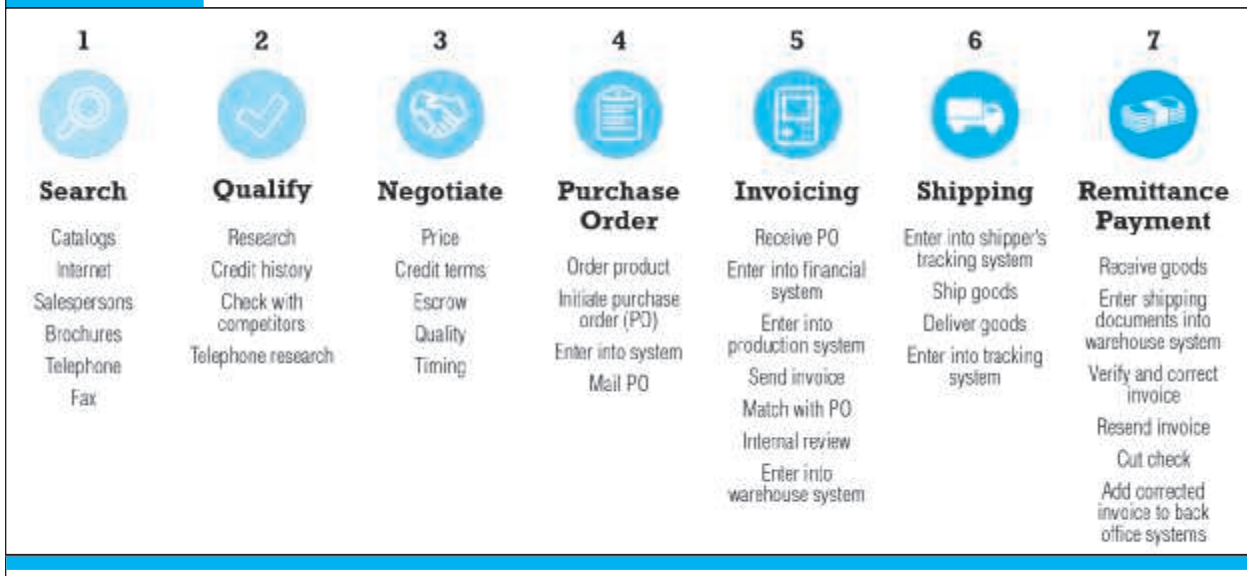 1
Search
Catalogs
Internet
Salespersons
Brochures
Telephone
Fax
2
Qualify
Research
Credit history
Check with
competitors
Telephone research
3
Negotiate
Price
Credit terms
Escrow
Quality
Timing
4
Purchase
Order
Order product
Initiate purchase
order (PO)
Enter into system
Mail PO
5
Invoicing
Receive PO
Enter into financial
system
Enter into
production system
Send invoice
Match with PO
Internal review
Enter into
warehouse system
6
Shipping
Enter into shipper's
tracking system
Ship goods
Deliver goods
Enter into tracking
system
7
Remittance
Payment
Receive goods
Enter shipping
documents into
warehouse system
Verify and correct
invoice
Resend invoice
Cut check
Add corrected
invoice to back
office systems